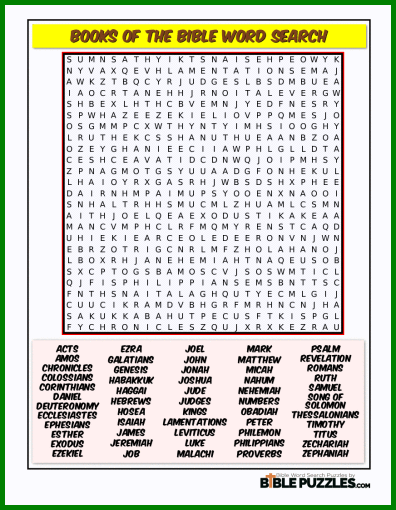 BOOKS OF THE BIBLE WORD SEARCH
S U M N S A T H Y I K T S N A I S E H P E O W Y K
N Y V A X Q E V H L A M E N T A T I O N S E M A J
A W K Z T B Q C Y R J U D G E S L B S D M B U E A
I A O C R T A N E H H J R N O I T A L E V E R G W
S H B E X L H T H C B V E M N J Y E D F N E S R Y
S P W H A Z E E Z E K I E L I O V P P Q M E S J O
O S G M M P C X W T H Y N T Y I M H S I O O G H Y
L R U T H E K C S S H A N U T H U E A A N B Z O A
O Z E Y G H A N I E E C I I A W P H L G L L D T A
C E S H C E A V A T I D C D N W Q J O I P M H S Y
Z P N A G M O T G S Y U U A A D G F O N H E K U L
L H A I O Y R X G A S R H J W B S D S H X P H E E
D A I R N H M P A I M U P S Y O O E N X N A O O I
S N H A L T R H H S M U C M L Z H U A M L C S M N
A I T H J O E L Q E A E X O D U S T I K A K E A A
M A N C V M P H C L R F M Q M Y R E N S T C A Q D
U H I E K I E A R C E O L E D E E R O N V N J W N
E B R Z O T R I G C N R L M F Z H O L A H A N O J
L B O X R H J A N E H E M I A H T N A Q E U S O B
S X C P T O G S B A M O S C V J S O S W M T I C L
Q J F I S P H I L I P P I A N S E M S B N T T S C
F N T H S N A I T A L A G H Q U T Y E C M L G I J
C U U C I K R A M D V B H G R F M R H N C N J H A
S A K U K K A B A H U T P E C U S F T K I S P G L
F Y C H R O N I C L E S Z Q U J X R X K E Z R A U
ACTS EZRA JOEL MARK PSALM
AMOS GALATIANS JOHN MATTHEW REVELATION
CHRONICLES GENESIS JONAH MICAH ROMANS
COLOSSIANS HABAKKUK JOSHUA NAHUM RUTH
CORINTHIANS HAGGAI JUDE NEHEMIAH SAMUEL
DANIEL HEBREWS JUDGES NUMBERS SONG OF SOLOMON
DEUTERONOMY HOSEA KINGS OBADIAH THESSALONIANS
ECCLESIASTES ISAIAH LAMENTATIONS PETER TIMOTHY
EPHESIANS JAMES LEVITICUS PHILEMON TITUS
ESTHER JEREMIAH LUKE PHILIPPIANS ZECHARIAH
EXODUS JOB MALACHI PROVERBS ZEPHANIAH
EZEKIEL
Bible Word Search Puzzles by
BIBLE PUZZLES.COM